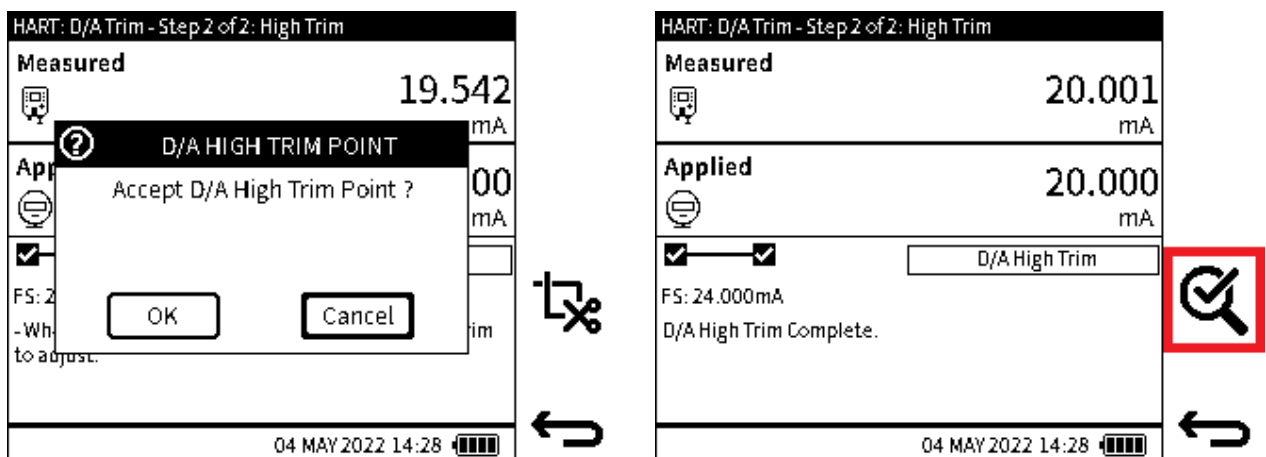 HART: D/A Trim - Step 2 of 2: High Trim
Measured
19.542
mA
D/A HIGH TRIM POINT
App
00
Accept D/A High Trim Point ?
mA
FS: 2
OK
Cancel
- Wh
rim
to adjust.
04 MAY 2022 14:28
HART: D/A Trim - Step 2 of 2: High Trim
Measured
20.001
mA
Applied
20.000
mA
D/A High Trim
FS: 24.000mA
D/A High Trim Complete.
04 MAY 2022 14:28